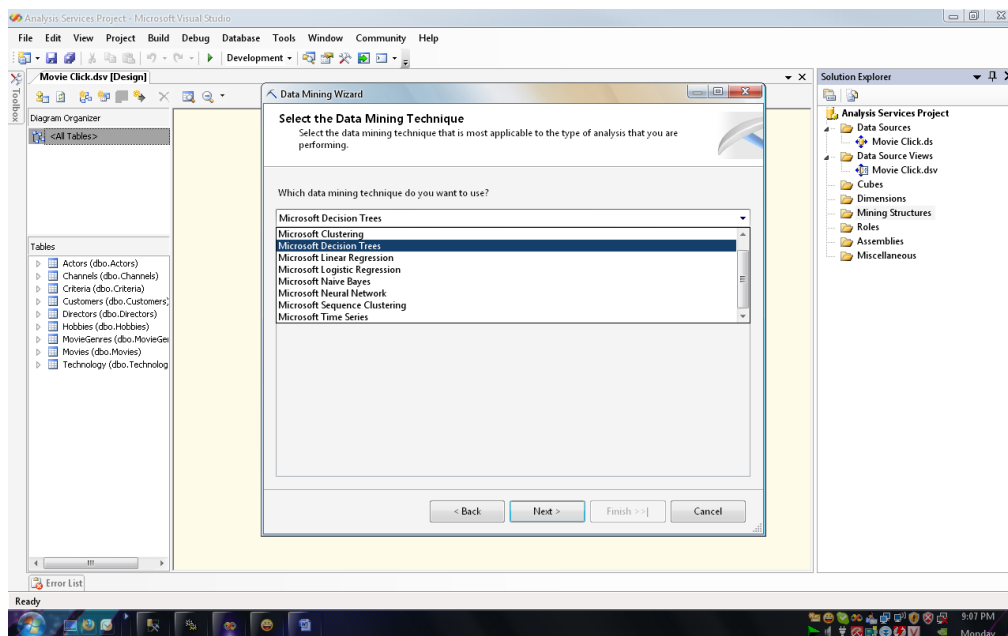 Analysis Services Project - Microsoft Visual Studio
File Edit View Project Build Debug Database Tools Window Community Help
Development
Toolbox
Movie Click.dsv [Design]
Diagram Organizer
<All Tables>
Tables
Actors (dbo.Actors)
Channels (dbo.Channels)
Criteria (dbo.Criteria)
Customers (dbo.Customers)
Directors (dbo.Directors)
Hobbies (dbo.Hobbies)
MovieGenres (dbo.MovieGe
Movies (dbo.Movies)
Technology (dbo.Technolog
Data Mining Wizard
Select the Data Mining Technique
Select the data mining technique that is most applicable to the type of analysis that you are
performing.
Which data mining technique do you want to use?
Microsoft Decision Trees
Microsoft Clustering
Microsoft Decision Trees
Microsoft Linear Regression
Microsoft Logistic Regression
Microsoft Naive Bayes
Microsoft Neural Network
Microsoft Sequence Clustering
Microsoft Time Series
< Back Next > Finish >>| Cancel
Solution Explorer
Analysis Services Project
Data Sources
Movie Click.ds
Data Source Views
Movie Click.dsv
Cubes
Dimensions
Mining Structures
Roles
Assemblies
Miscellaneous
Error List
Ready
9:07 PM
Monday